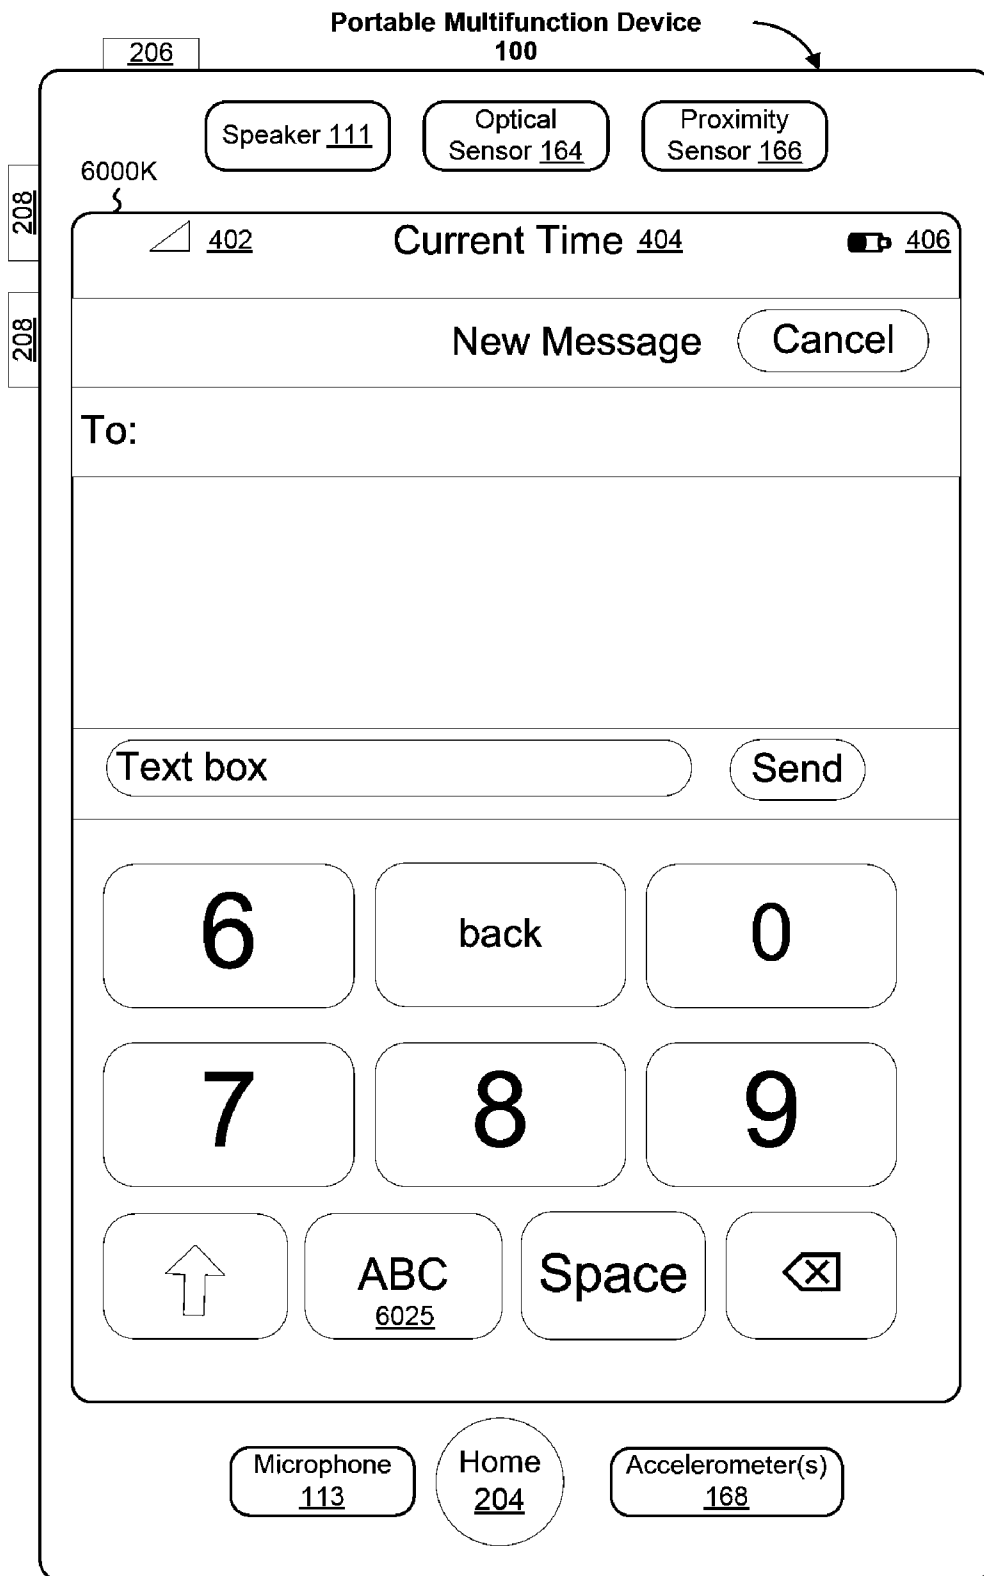 Portable Multifunction Device
100
206
Speaker 111
Optical
Sensor 164
Proximity
Sensor 166
6000K
208
402
Current Time 404
406
208
New Message
Cancel
To:
Text box
Send
6
back
0
7
8
9
ABC
6025
Space
Microphone
113
Home
204
Accelerometer(s)
168